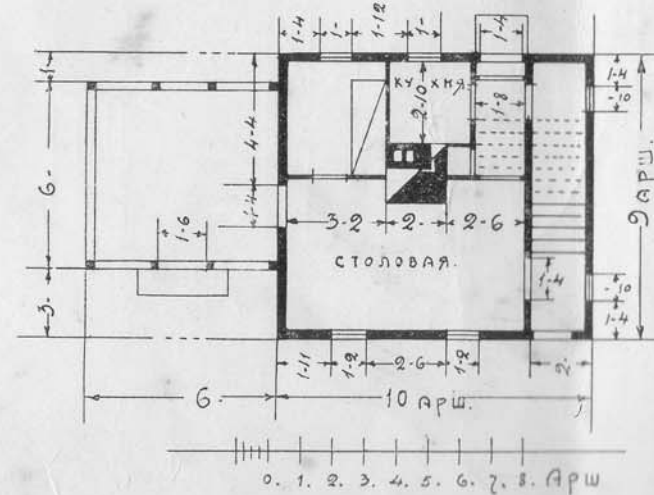 1-4 1- 1-12 1- 1-4
1-
6-
3-
4-4
1-4
КУХНЯ
2-10
1-8
1-4
-10
9 АРШ.
1-6
3-2 2- 2-6
СТОЛОВАЯ.
1-4
-10
1-4
1-11 1-2 2-6 1-2 2-
6- 10 АРШ.
0. 1. 2. 3. 4. 5. 6. 7. 8. АРШ